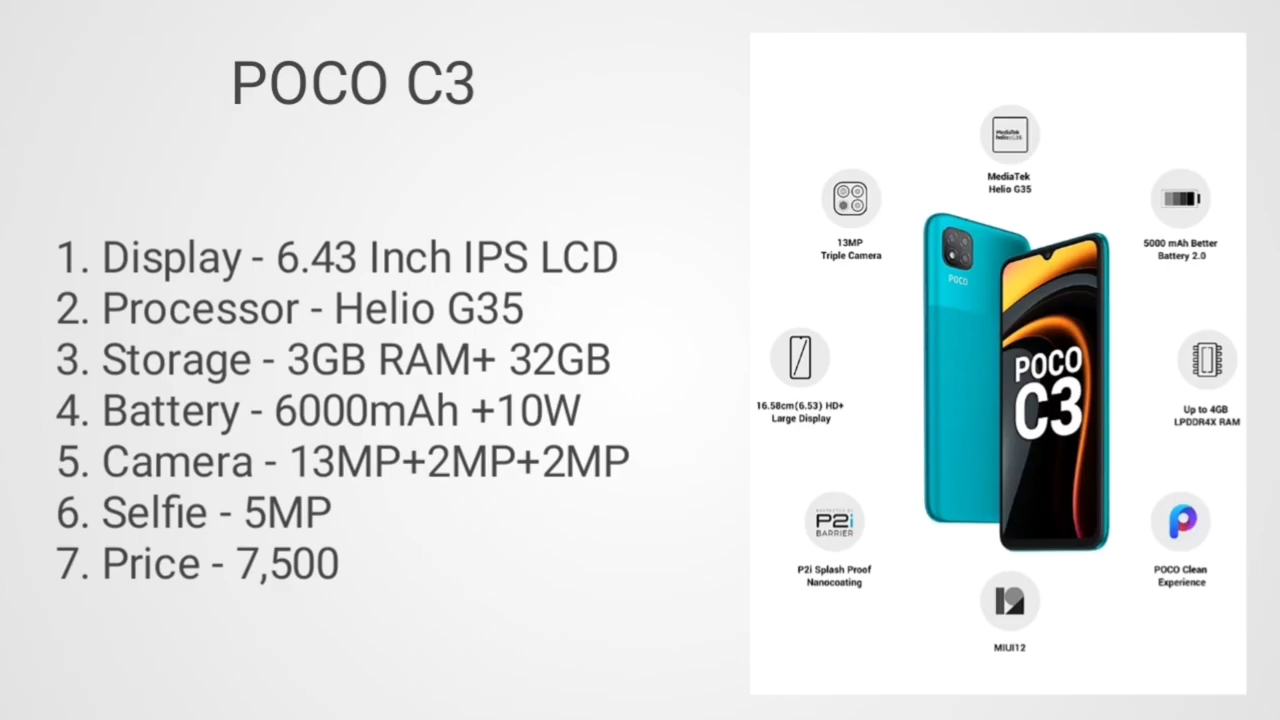 POCO C3
1. Display - 6.43 Inch IPS LCD
2. Processor - Helio G35
3. Storage - 3GB RAM+ 32GB
4. Battery - 6000mAh +10W
5. Camera - 13MP+2MP+2MP
6. Selfie - 5MP
7. Price - 7,500
MediaTek
Helio G35
13MP
Triple Camera
5000 mAh Better
Battery 2.0
POCO
POCO
C3
16.58cm(6.53) HD+
Large Display
Up to 4GB
LPDDR4X RAM
P2i
BARRIER
P2i Splash Proof
Nanocoating
POCO Clean
Experience
MIUI12